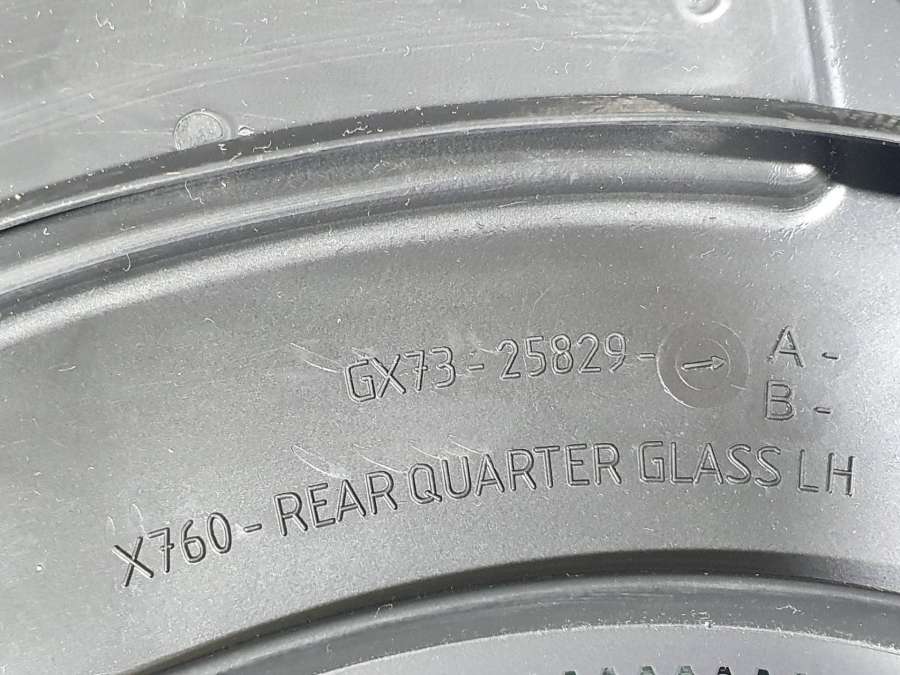 GX73-25829- → A -
B -
X760-REAR QUARTER GLASS LH